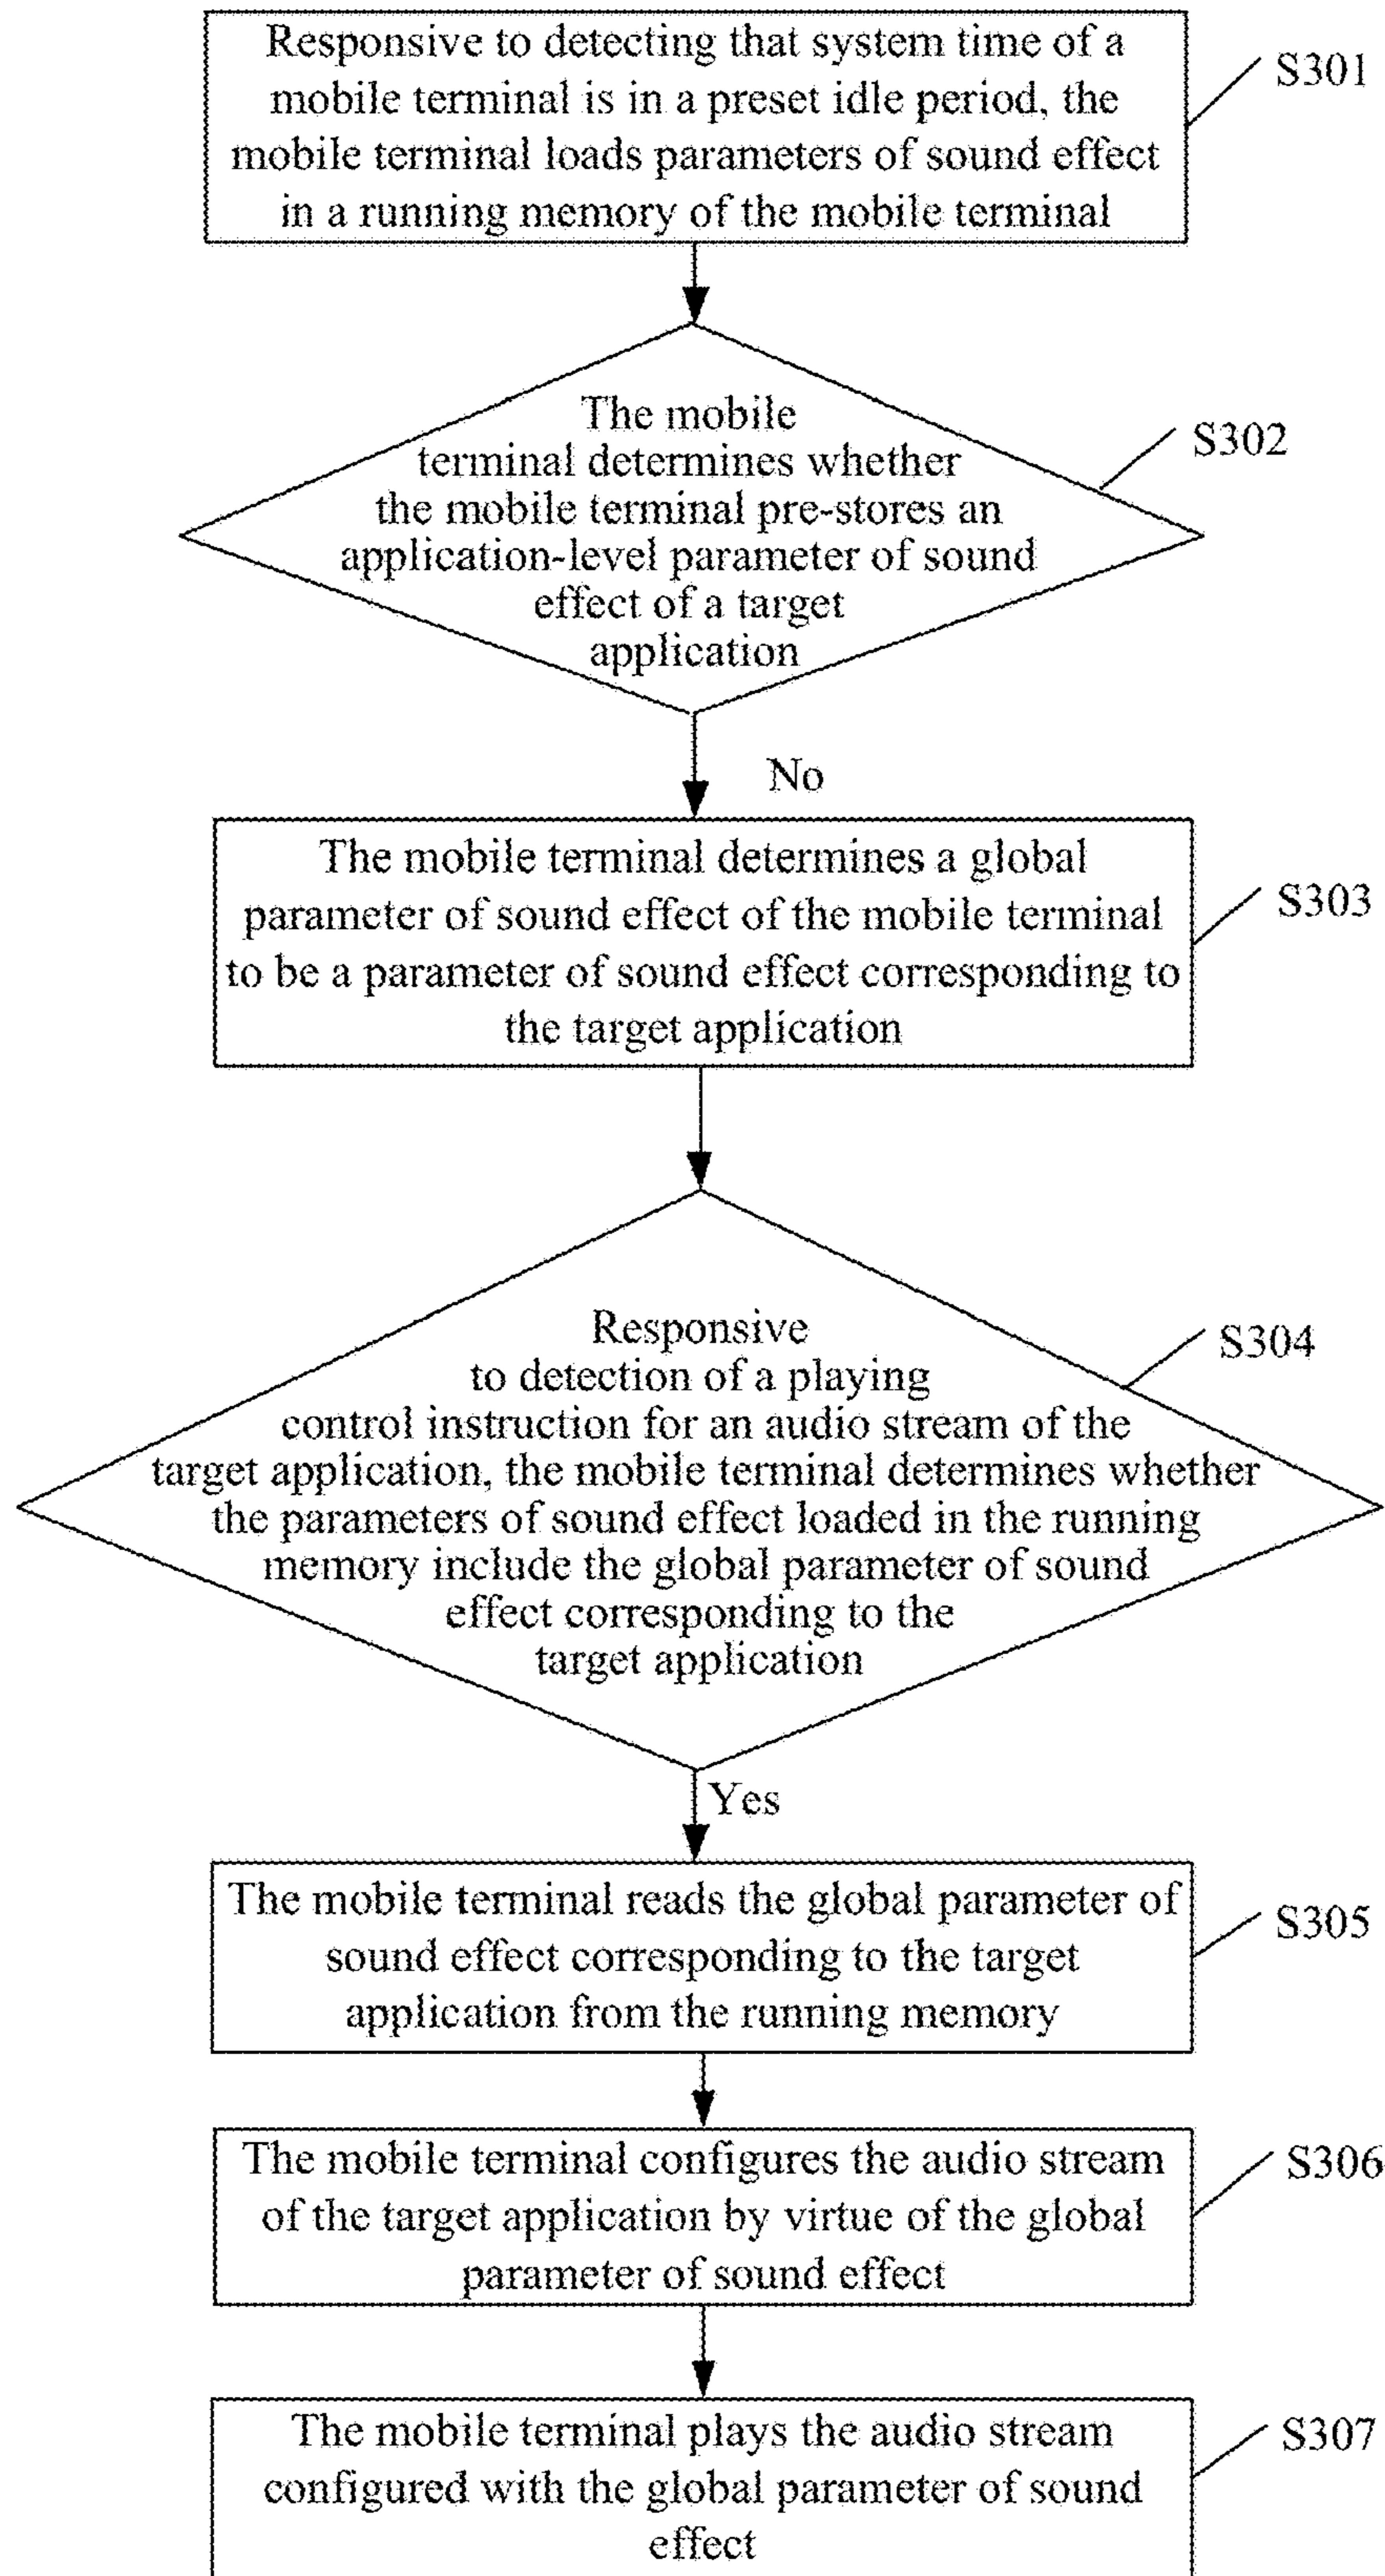 Responsive to detecting that system time of a
mobile terminal is in a preset idle period, the
mobile terminal loads parameters of sound effect
in a running memory of the mobile terminal
S301
The mobile
terminal determines whether
the mobile terminal pre-stores an
application-level parameter of sound
effect of a target
application
S302
No
The mobile terminal determines a global
parameter of sound effect of the mobile terminal
to be a parameter of sound effect corresponding to
the target application
S303
Responsive
to detection of a playing
control instruction for an audio stream of the
target application, the mobile terminal determines whether
the parameters of sound effect loaded in the running
memory include the global parameter of sound
effect corresponding to the
target application
S304
Yes
The mobile terminal reads the global parameter of
sound effect corresponding to the target
application from the running memory
S305
The mobile terminal configures the audio stream
of the target application by virtue of the global
parameter of sound effect
S306
The mobile terminal plays the audio stream
configured with the global parameter of sound
effect
S307